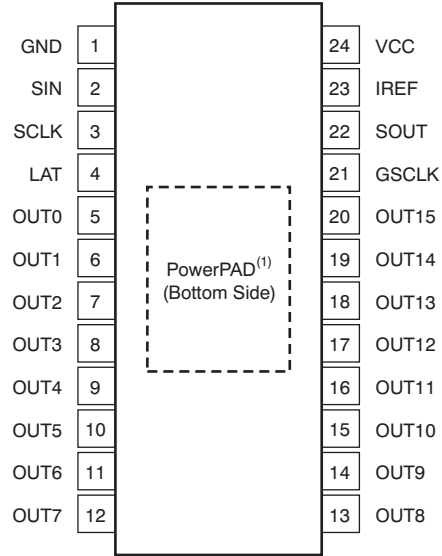 GND 1 24 VCC
SIN 2 23 IREF
SCLK 3 22 SOUT
LAT 4 21 GSCLK
OUT0 5 20 OUT15
OUT1 6 19 OUT14
PowerPAD(1)
(Bottom Side)
OUT2 7 18 OUT13
OUT3 8 17 OUT12
OUT4 9 16 OUT11
OUT5 10 15 OUT10
OUT6 11 14 OUT9
OUT7 12 13 OUT8